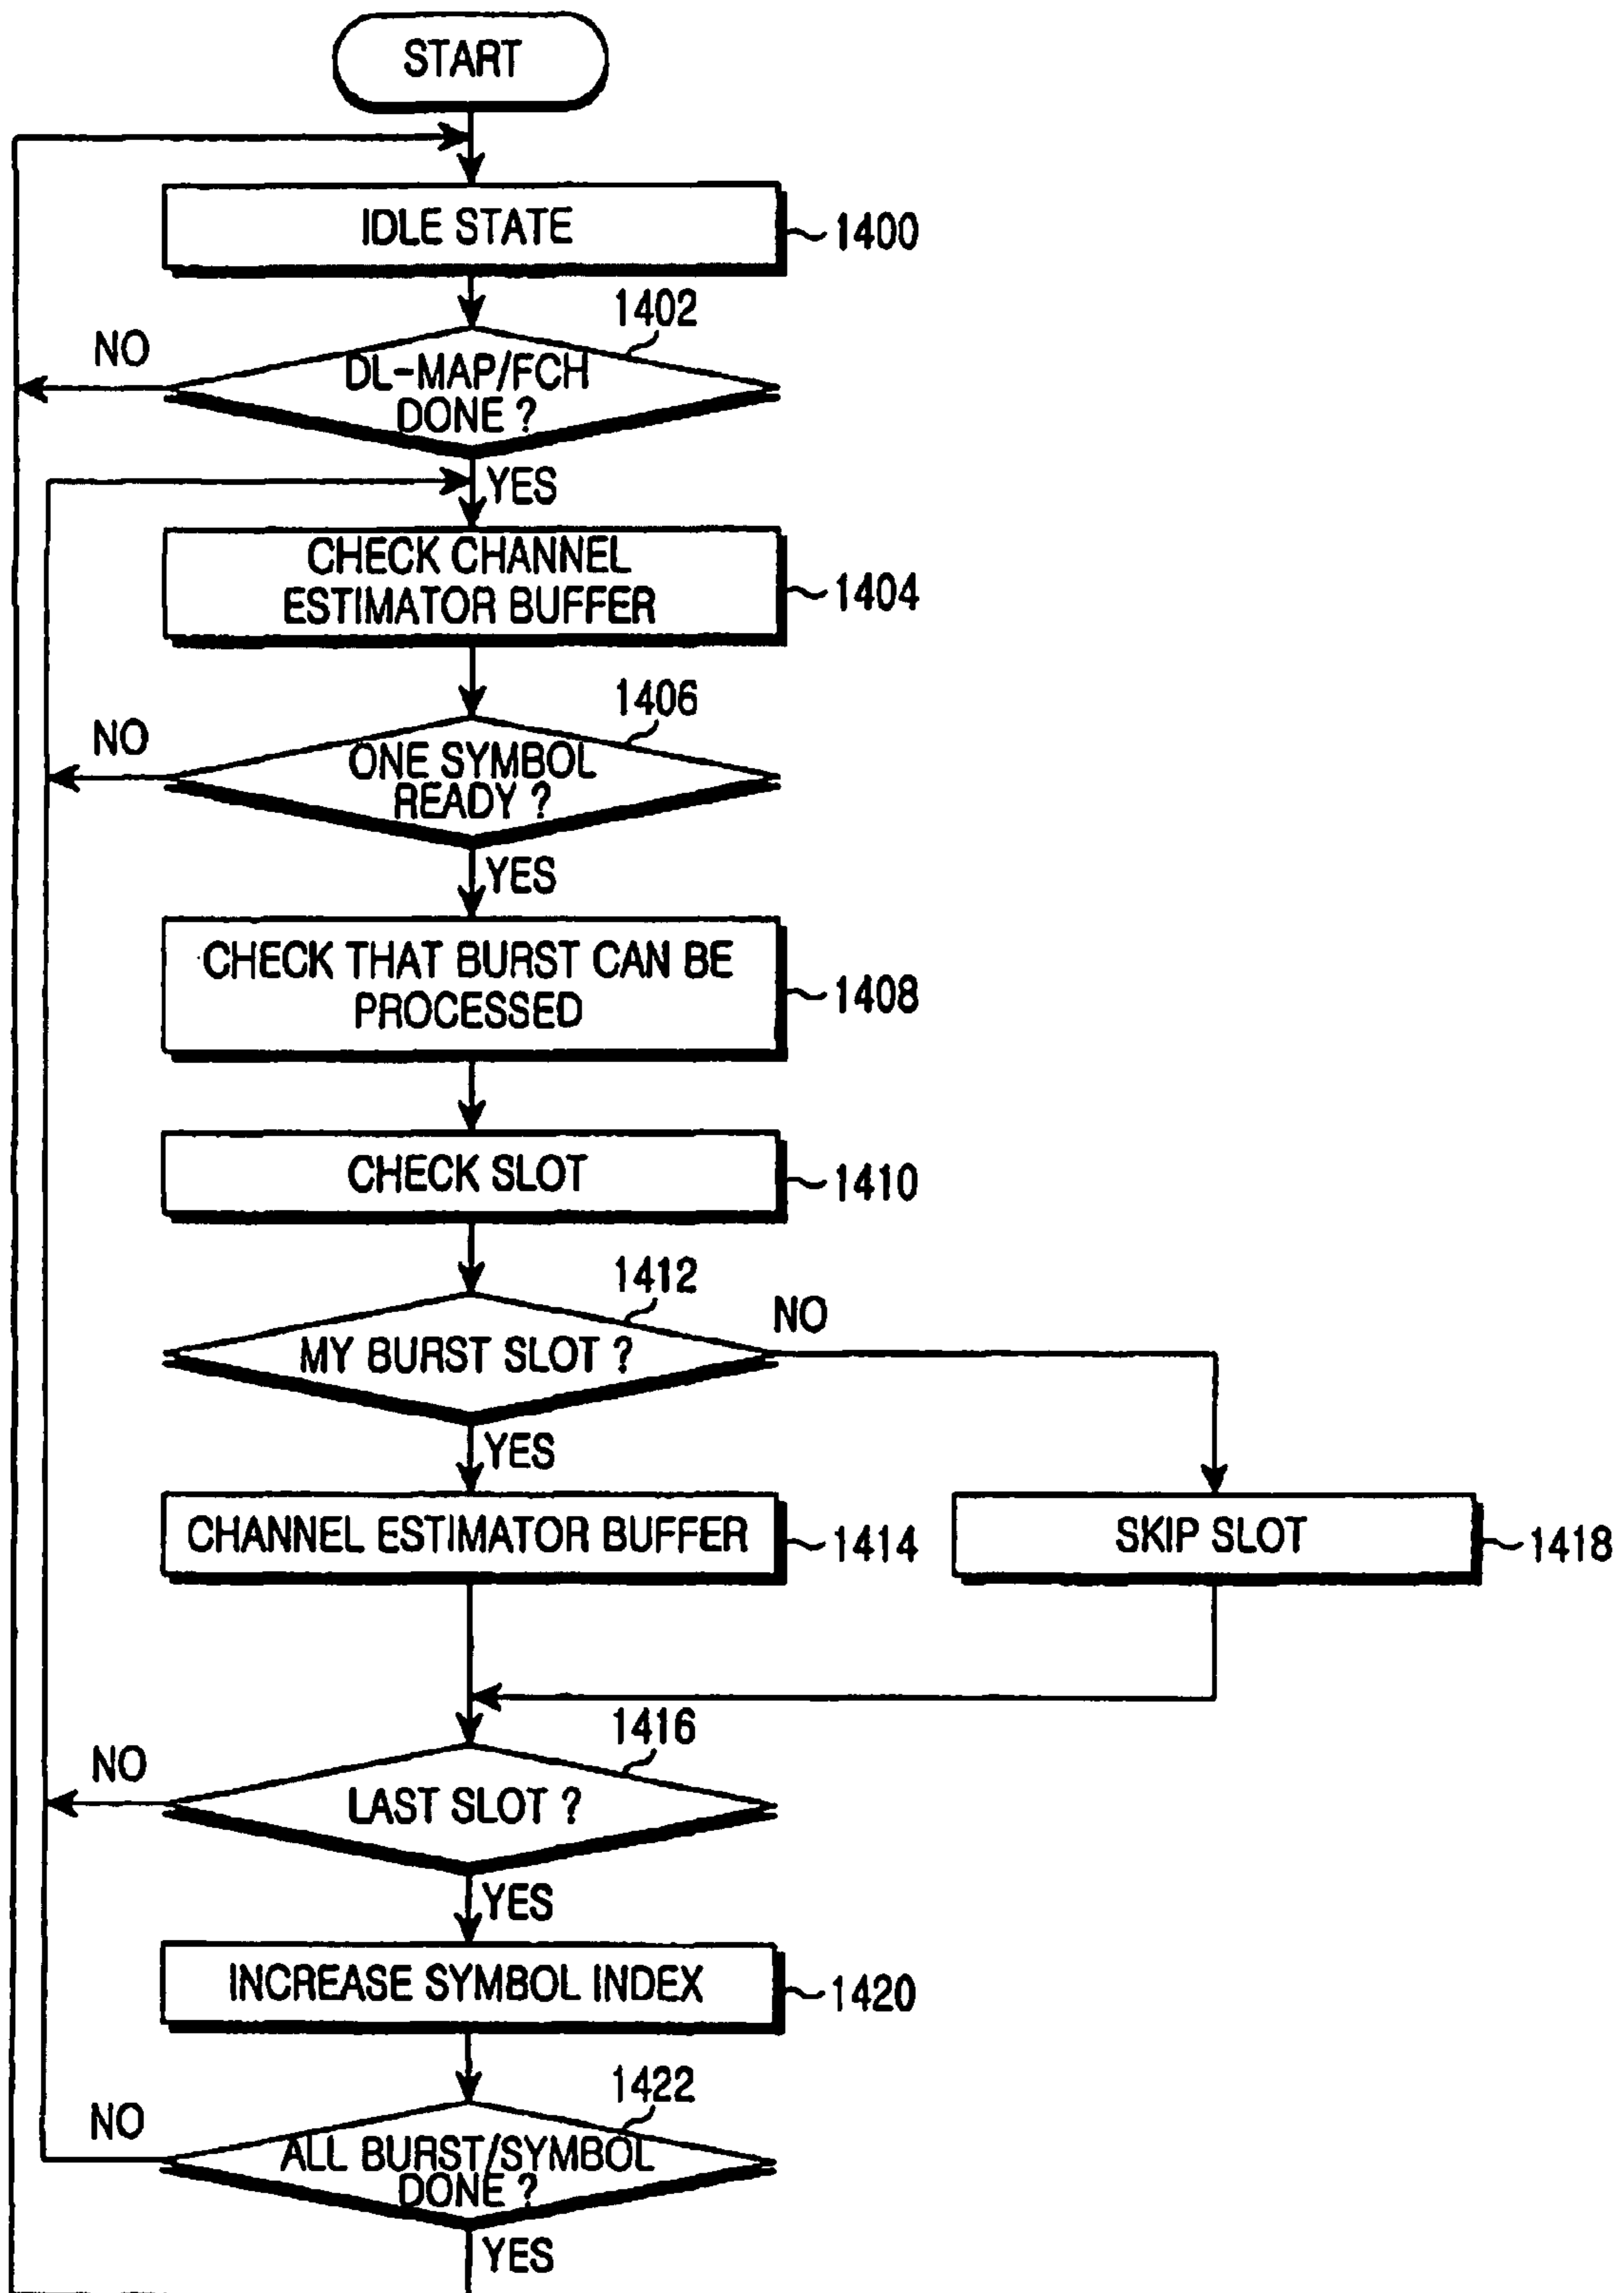 START
IDLE STATE
1400
1402
NO
DL-MAP/FCH
DONE ?
YES
CHECK CHANNEL
ESTIMATOR BUFFER
1404
1406
NO
ONE SYMBOL
READY ?
YES
CHECK THAT BURST CAN BE
PROCESSED
1408
CHECK SLOT
1410
1412
NO
MY BURST SLOT ?
YES
CHANNEL ESTIMATOR BUFFER
1414
SKIP SLOT
1418
1416
NO
LAST SLOT ?
YES
INCREASE SYMBOL INDEX
1420
1422
NO
ALL BURST/SYMBOL
DONE ?
YES